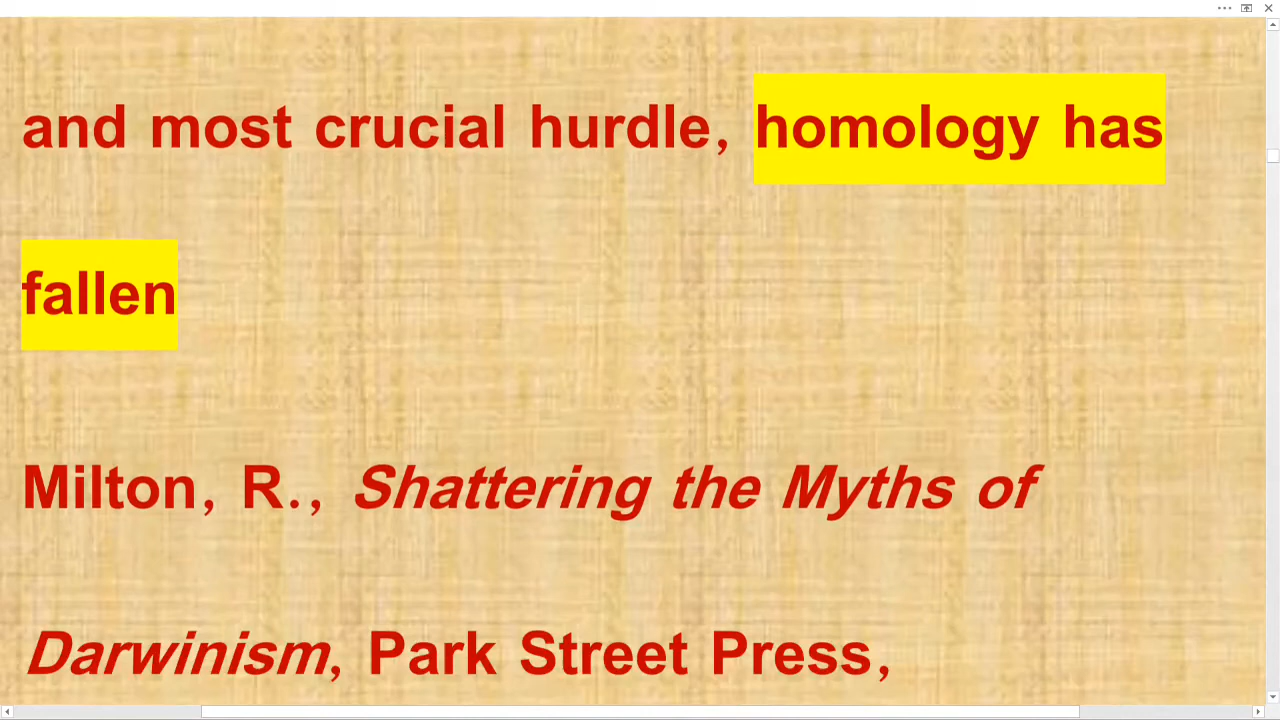 and most crucial hurdle, homology has
fallen
Milton, R., Shattering the Myths of
Darwinism, Park Street Press,